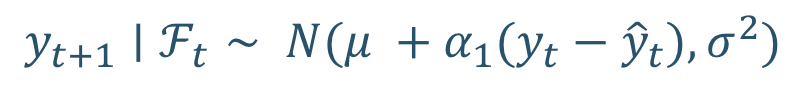 y_{t+1} | ℱ_t ~ N(μ + α_1(y_t − ŷ_t), σ^2)